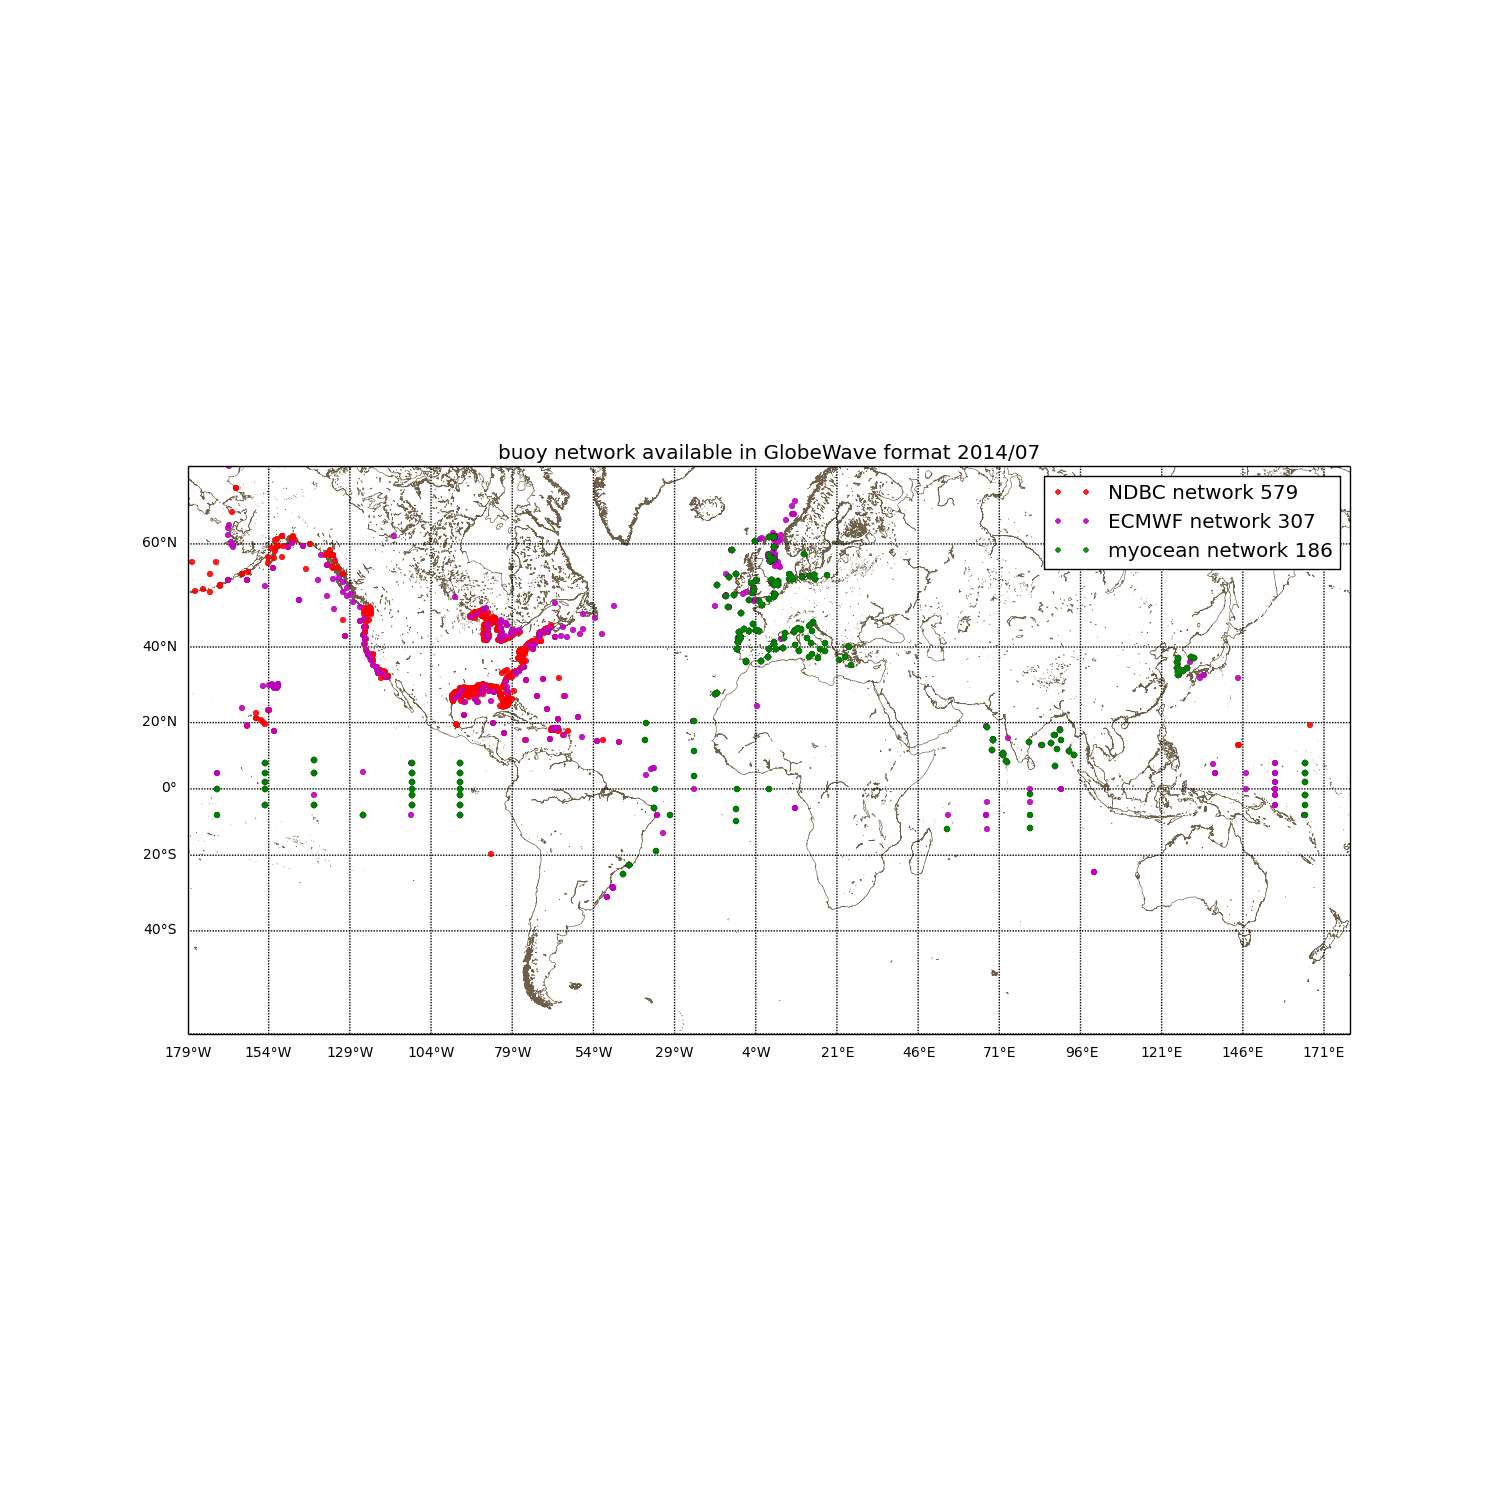 buoy network available in GlobeWave format 2014/07
NDBC network 579
ECMWF network 307
myocean network 186
60°N
40°N
20°N
0°
20°S
40°S
179°W 154°W 129°W 104°W 79°W 54°W 29°W 4°W 21°E 46°E 71°E 96°E 121°E 146°E 171°E